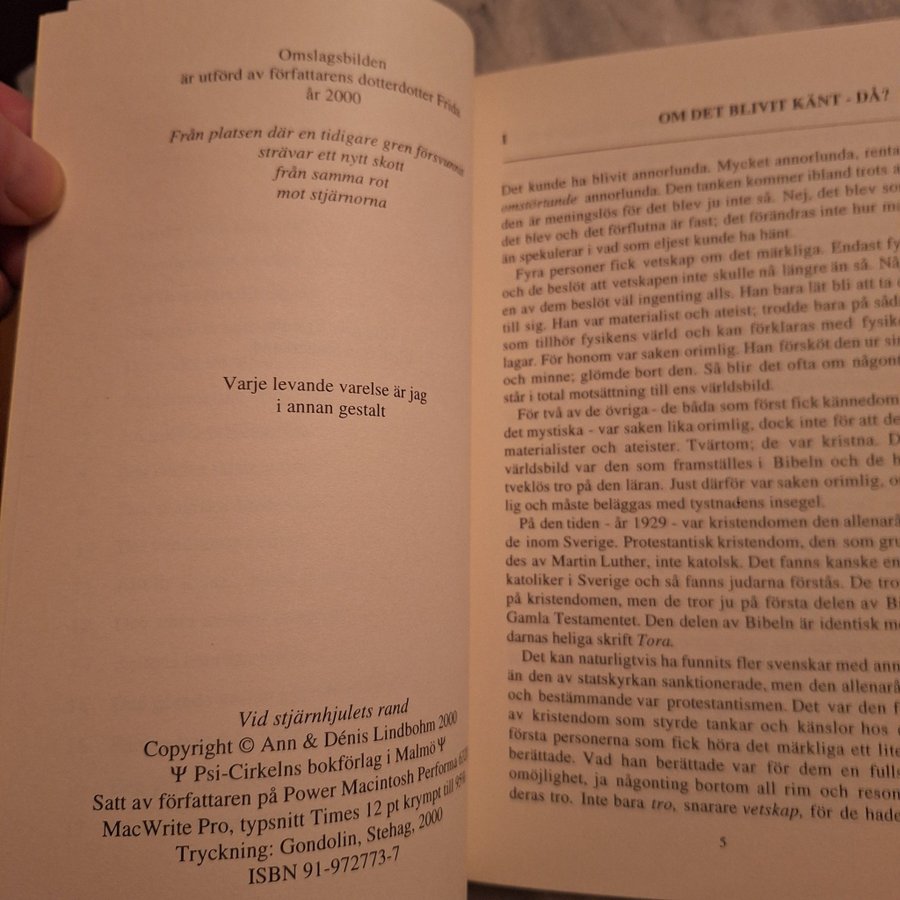 Omslagsbilden
är utförd av författarens dotterdotter Frida
år 2000
Från platsen där en tidigare gren försvunnit
strävar ett nytt skott
från samma rot
mot stjärnorna
Varje levande varelse är jag
i annan gestalt
Vid stjärnhjulets rand
Copyright © Ann & Dénis Lindbohm 2000
Ψ Psi-Cirkelns bokförlag i Malmö Ψ
Satt av författaren på Power Macintosh Performa
MacWrite Pro, typsnitt Times 12 pt krympt till 95%
Tryckning: Gondolin, Stehag, 2000
ISBN 91-972773-7
1
OM DET BLIVIT KÄNT - DÅ?
Det kunde ha blivit annorlunda. Mycket annorlunda, renta
omstörtande annorlunda. Den tanken kommer ibland trots a
den är meningslös för det blev ju inte så. Nej, det blev so
det blev och det förflutna är fast; det förändras inte hur ma
än spekulerar i vad som eljest kunde ha hänt.
Fyra personer fick vetskap om det märkliga. Endast fy
och de beslöt att vetskapen inte skulle nå längre än så. Nå
en av dem beslöt väl ingenting alls. Han bara lät bli att ta
till sig. Han var materialist och ateist; trodde bara på såd
som tillhör fysikens värld och kan förklaras med fysike
lagar. För honom var saken orimlig. Han försköt den ur sin
och minne; glömde bort den. Så blir det ofta om någont
står i total motsättning till ens världsbild.
För två av de övriga - de båda som först fick kännedom
det mystiska - var saken lika orimlig, dock inte för att de
materialister och ateister. Tvärtom; de var kristna. D
världsbild var den som framställes i Bibeln och de h
tveklös tro på den läran. Just därför var saken orimlig, o
lig och måste beläggas med tystnadens insegel.
På den tiden - år 1929 - var kristendomen den allenarå
de inom Sverige. Protestantisk kristendom, den som gru
des av Martin Luther, inte katolsk. Det fanns kanske en
katoliker i Sverige och så fanns judarna förstås. De tro
på kristendomen, men de tror ju på första delen av Bi
Gamla Testamentet. Den delen av Bibeln är identisk me
darnas heliga skrift Tora.
Det kan naturligtvis ha funnits fler svenskar med ann
än den av statskyrkan sanktionerade, men den allenarå
och bestämmande var protestantismen. Det var den f
av kristendom som styrde tankar och känslor hos
första personerna som fick höra det märkliga ett lite
berättade. Vad han berättade var för dem en fulls
omöjlighet, ja någonting bortom all rim och reson
deras tro. Inte bara tro, snarare vetskap, för de hade
5